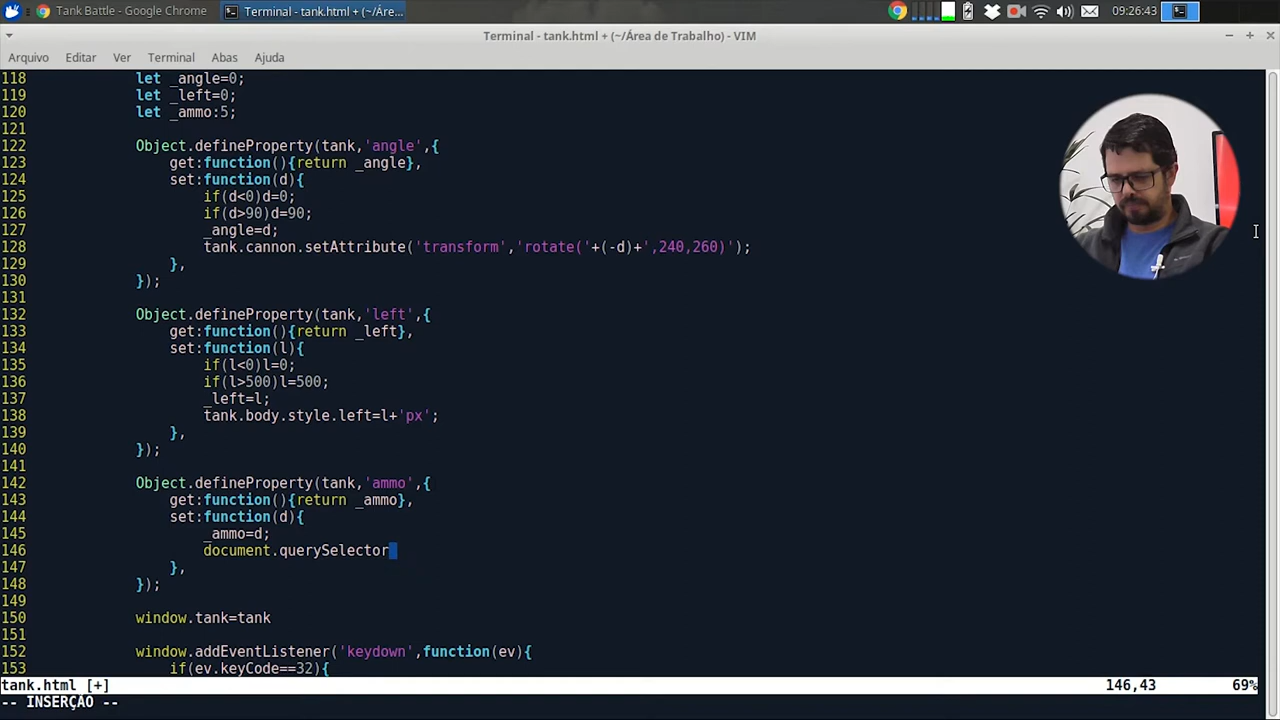 Tank Battle - Google Chrome
Terminal - tank.html + (~/Áre...
09:26:43
Terminal - tank.html + (~/Área de Trabalho) - VIM
Arquivo Editar Ver Terminal Abas Ajuda
118 let _angle=0;
119 let _left=0;
120 let _ammo:5;
121
122 Object.defineProperty(tank,'angle',{
123 get:function(){return _angle},
124 set:function(d){
125 if(d<0)d=0;
126 if(d>90)d=90;
127 _angle=d;
128 tank.cannon.setAttribute('transform','rotate('+(-d)+',240,260)');
129 },
130 });
131
132 Object.defineProperty(tank,'left',{
133 get:function(){return _left},
134 set:function(l){
135 if(l<0)l=0;
136 if(l>500)l=500;
137 _left=l;
138 tank.body.style.left=l+'px';
139 },
140 });
141
142 Object.defineProperty(tank,'ammo',{
143 get:function(){return _ammo},
144 set:function(d){
145 _ammo=d;
146 document.querySelector
147 },
148 });
149
150 window.tank=tank
151
152 window.addEventListener('keydown',function(ev){
153 if(ev.keyCode==32){
tank.html [+] 146,43 69%
-- INSERÇÃO --